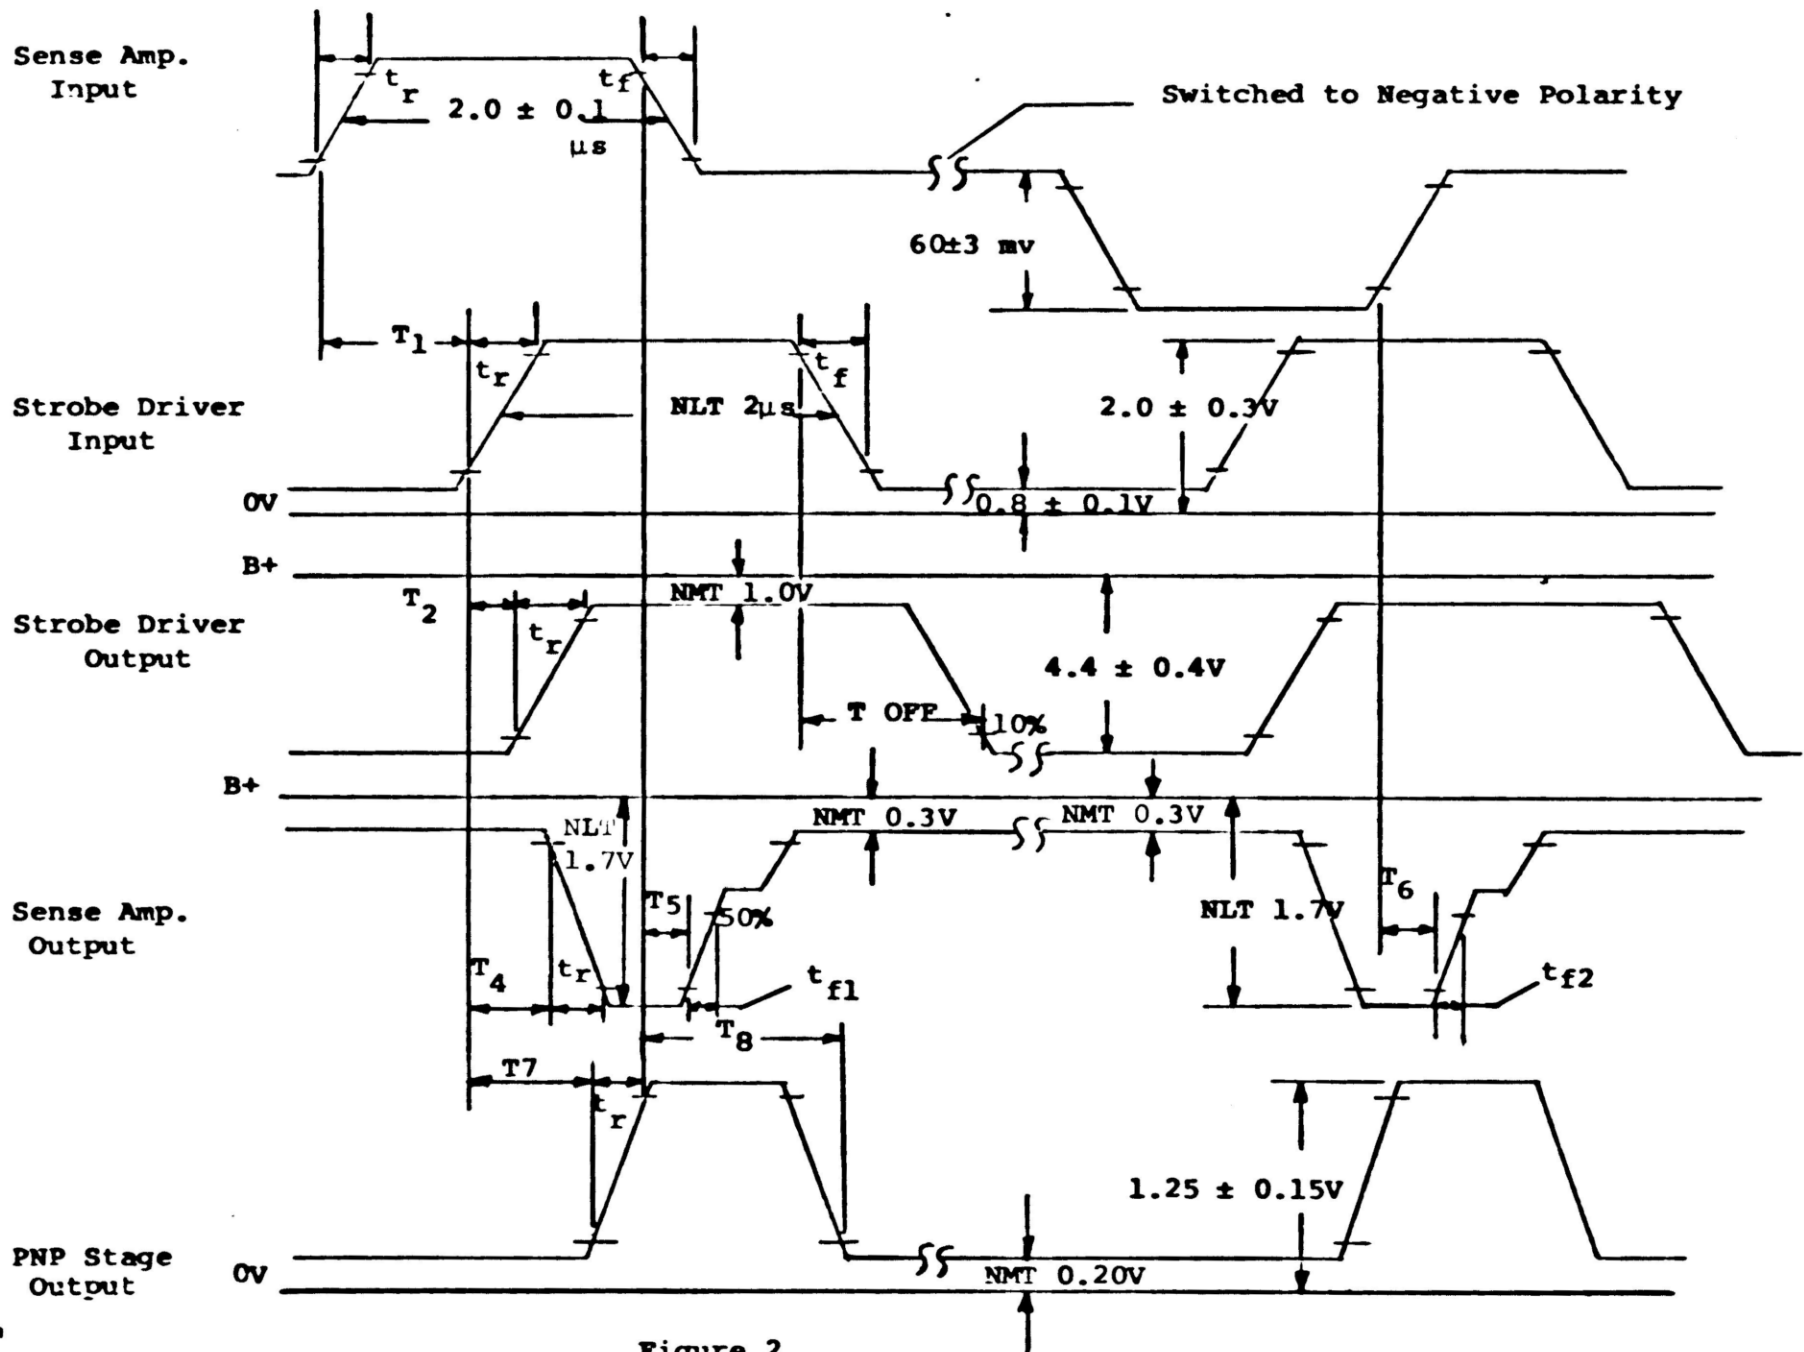 Sense Amp.
Input
tr
tf
2.0 ± 0.1
μs
Switched to Negative Polarity
60±3 mv
T1
tr
tf
Strobe Driver
Input
NLT 2μs
2.0 ± 0.3V
0V
0.8 ± 0.1V
B+
NMT 1.0V
T2
Strobe Driver
Output
tr
4.4 ± 0.4V
T OFF
10%
B+
NMT 0.3V
NMT 0.3V
NLT
1.7V
T5
50%
T6
NLT 1.7V
Sense Amp.
Output
T4
tr
tf1
tf2
T8
T7
tr
1.25 ± 0.15V
PNP Stage
Output
0V
NMT 0.20V
Figure 2